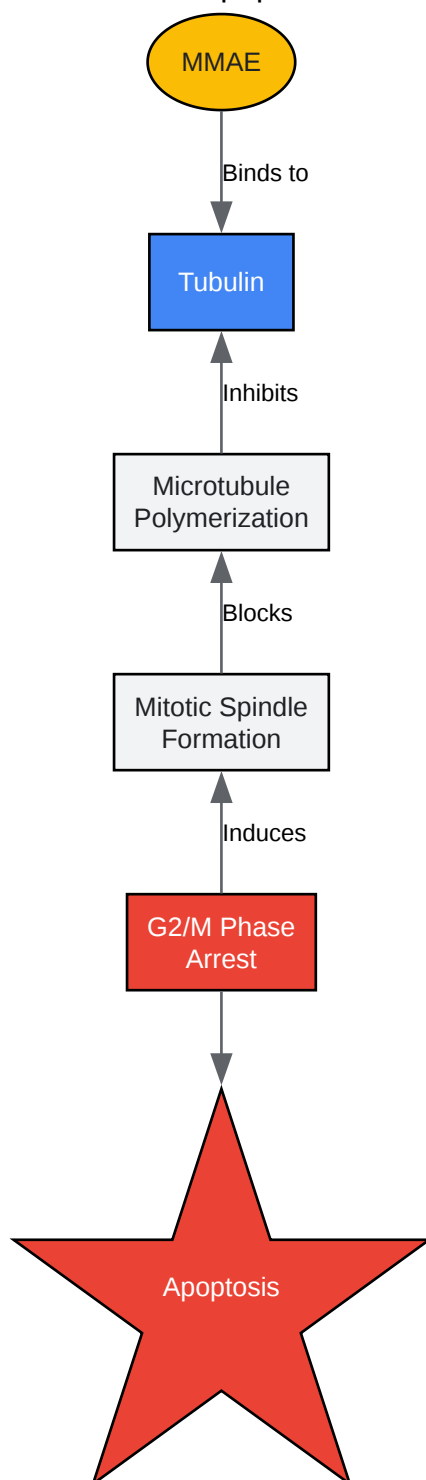 MMAE
Binds to
Tubulin
Inhibits
Microtubule
Polymerization
Blocks
Mitotic Spindle
Formation
Induces
G2/M Phase
Arrest
Apoptosis